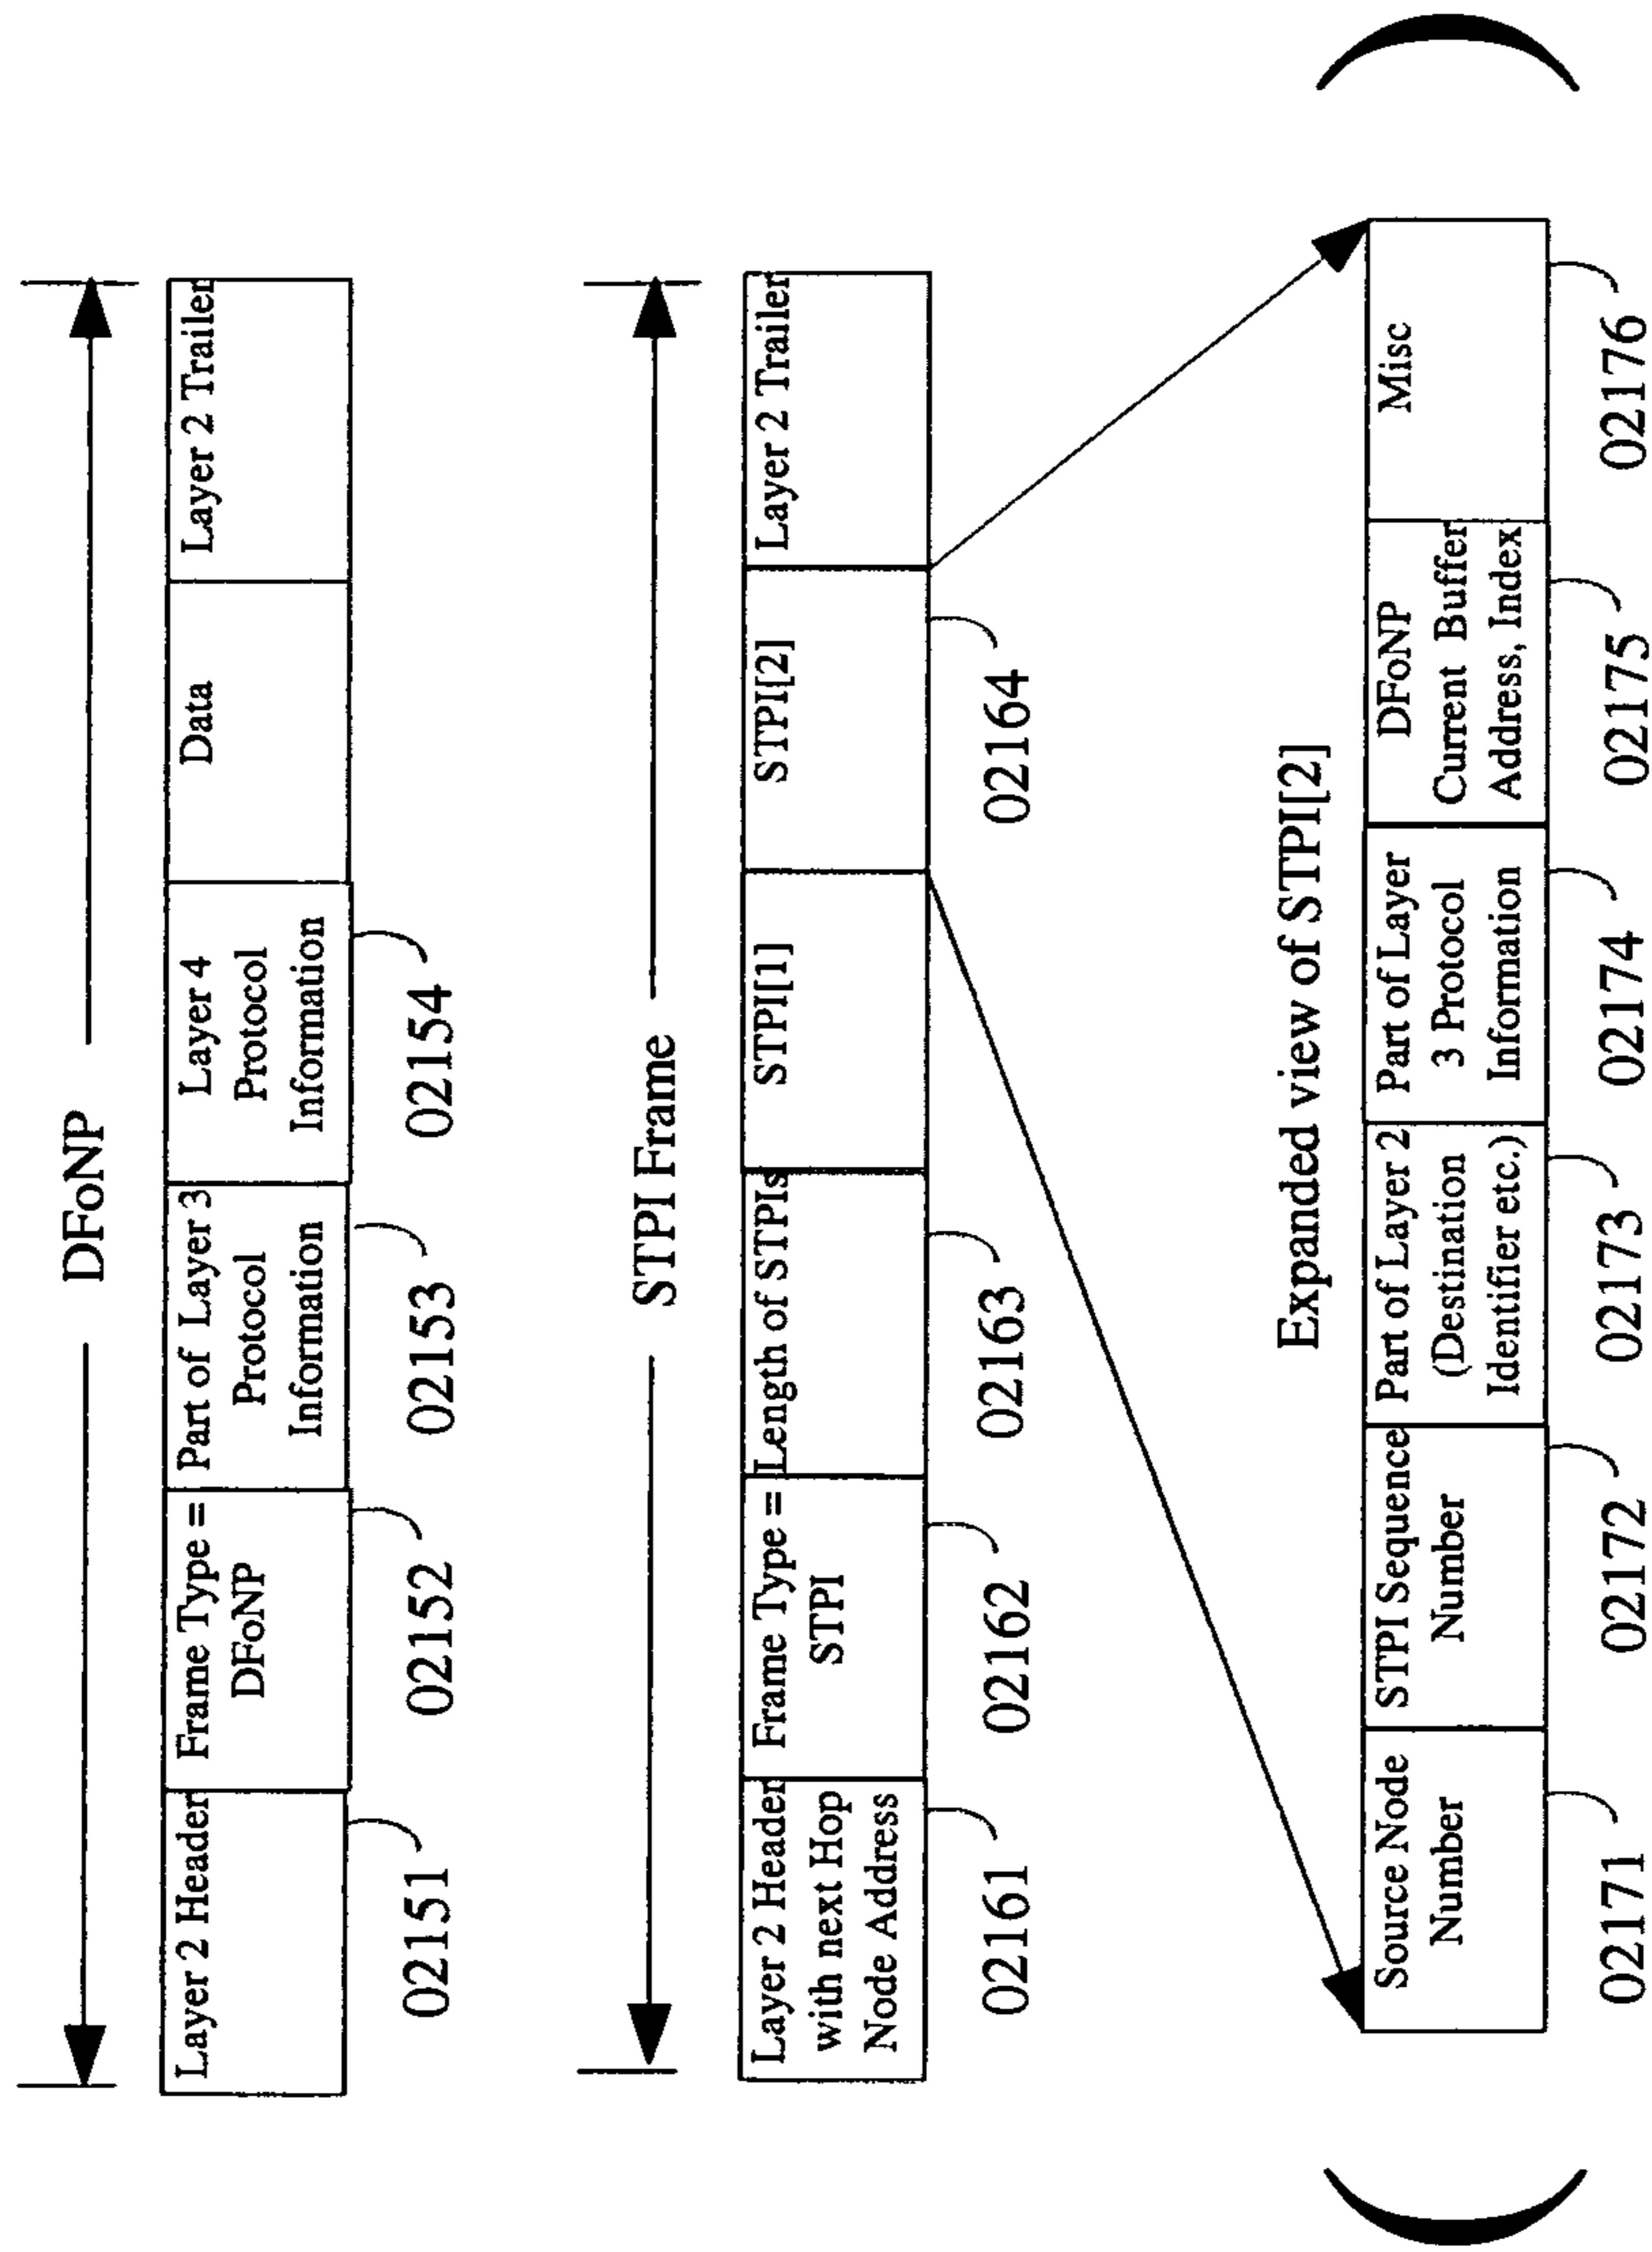 DFoNP
Layer 2 Header
Frame Type =
DFoNP
Part of Layer 3
Protocol
Information
Layer 4
Protocol
Information
Data
Layer 2 Trailer
02151
02152
02153
02154
STPI Frame
Layer 2 Header
with next Hop
Node Address
Frame Type =
STPI
Length of STPIs
STPI[1]
STPI[2]
Layer 2 Trailer
02161
02162
02163
02164
Expanded view of STPI[2]
Source Node
Number
STPI Sequence
Number
Part of Layer 2
(Destination
Identifier etc.)
Part of Layer
3 Protocol
Information
DFoNP
Current Buffer
Address, Index
Misc
02171
02172
02173
02174
02175
02176